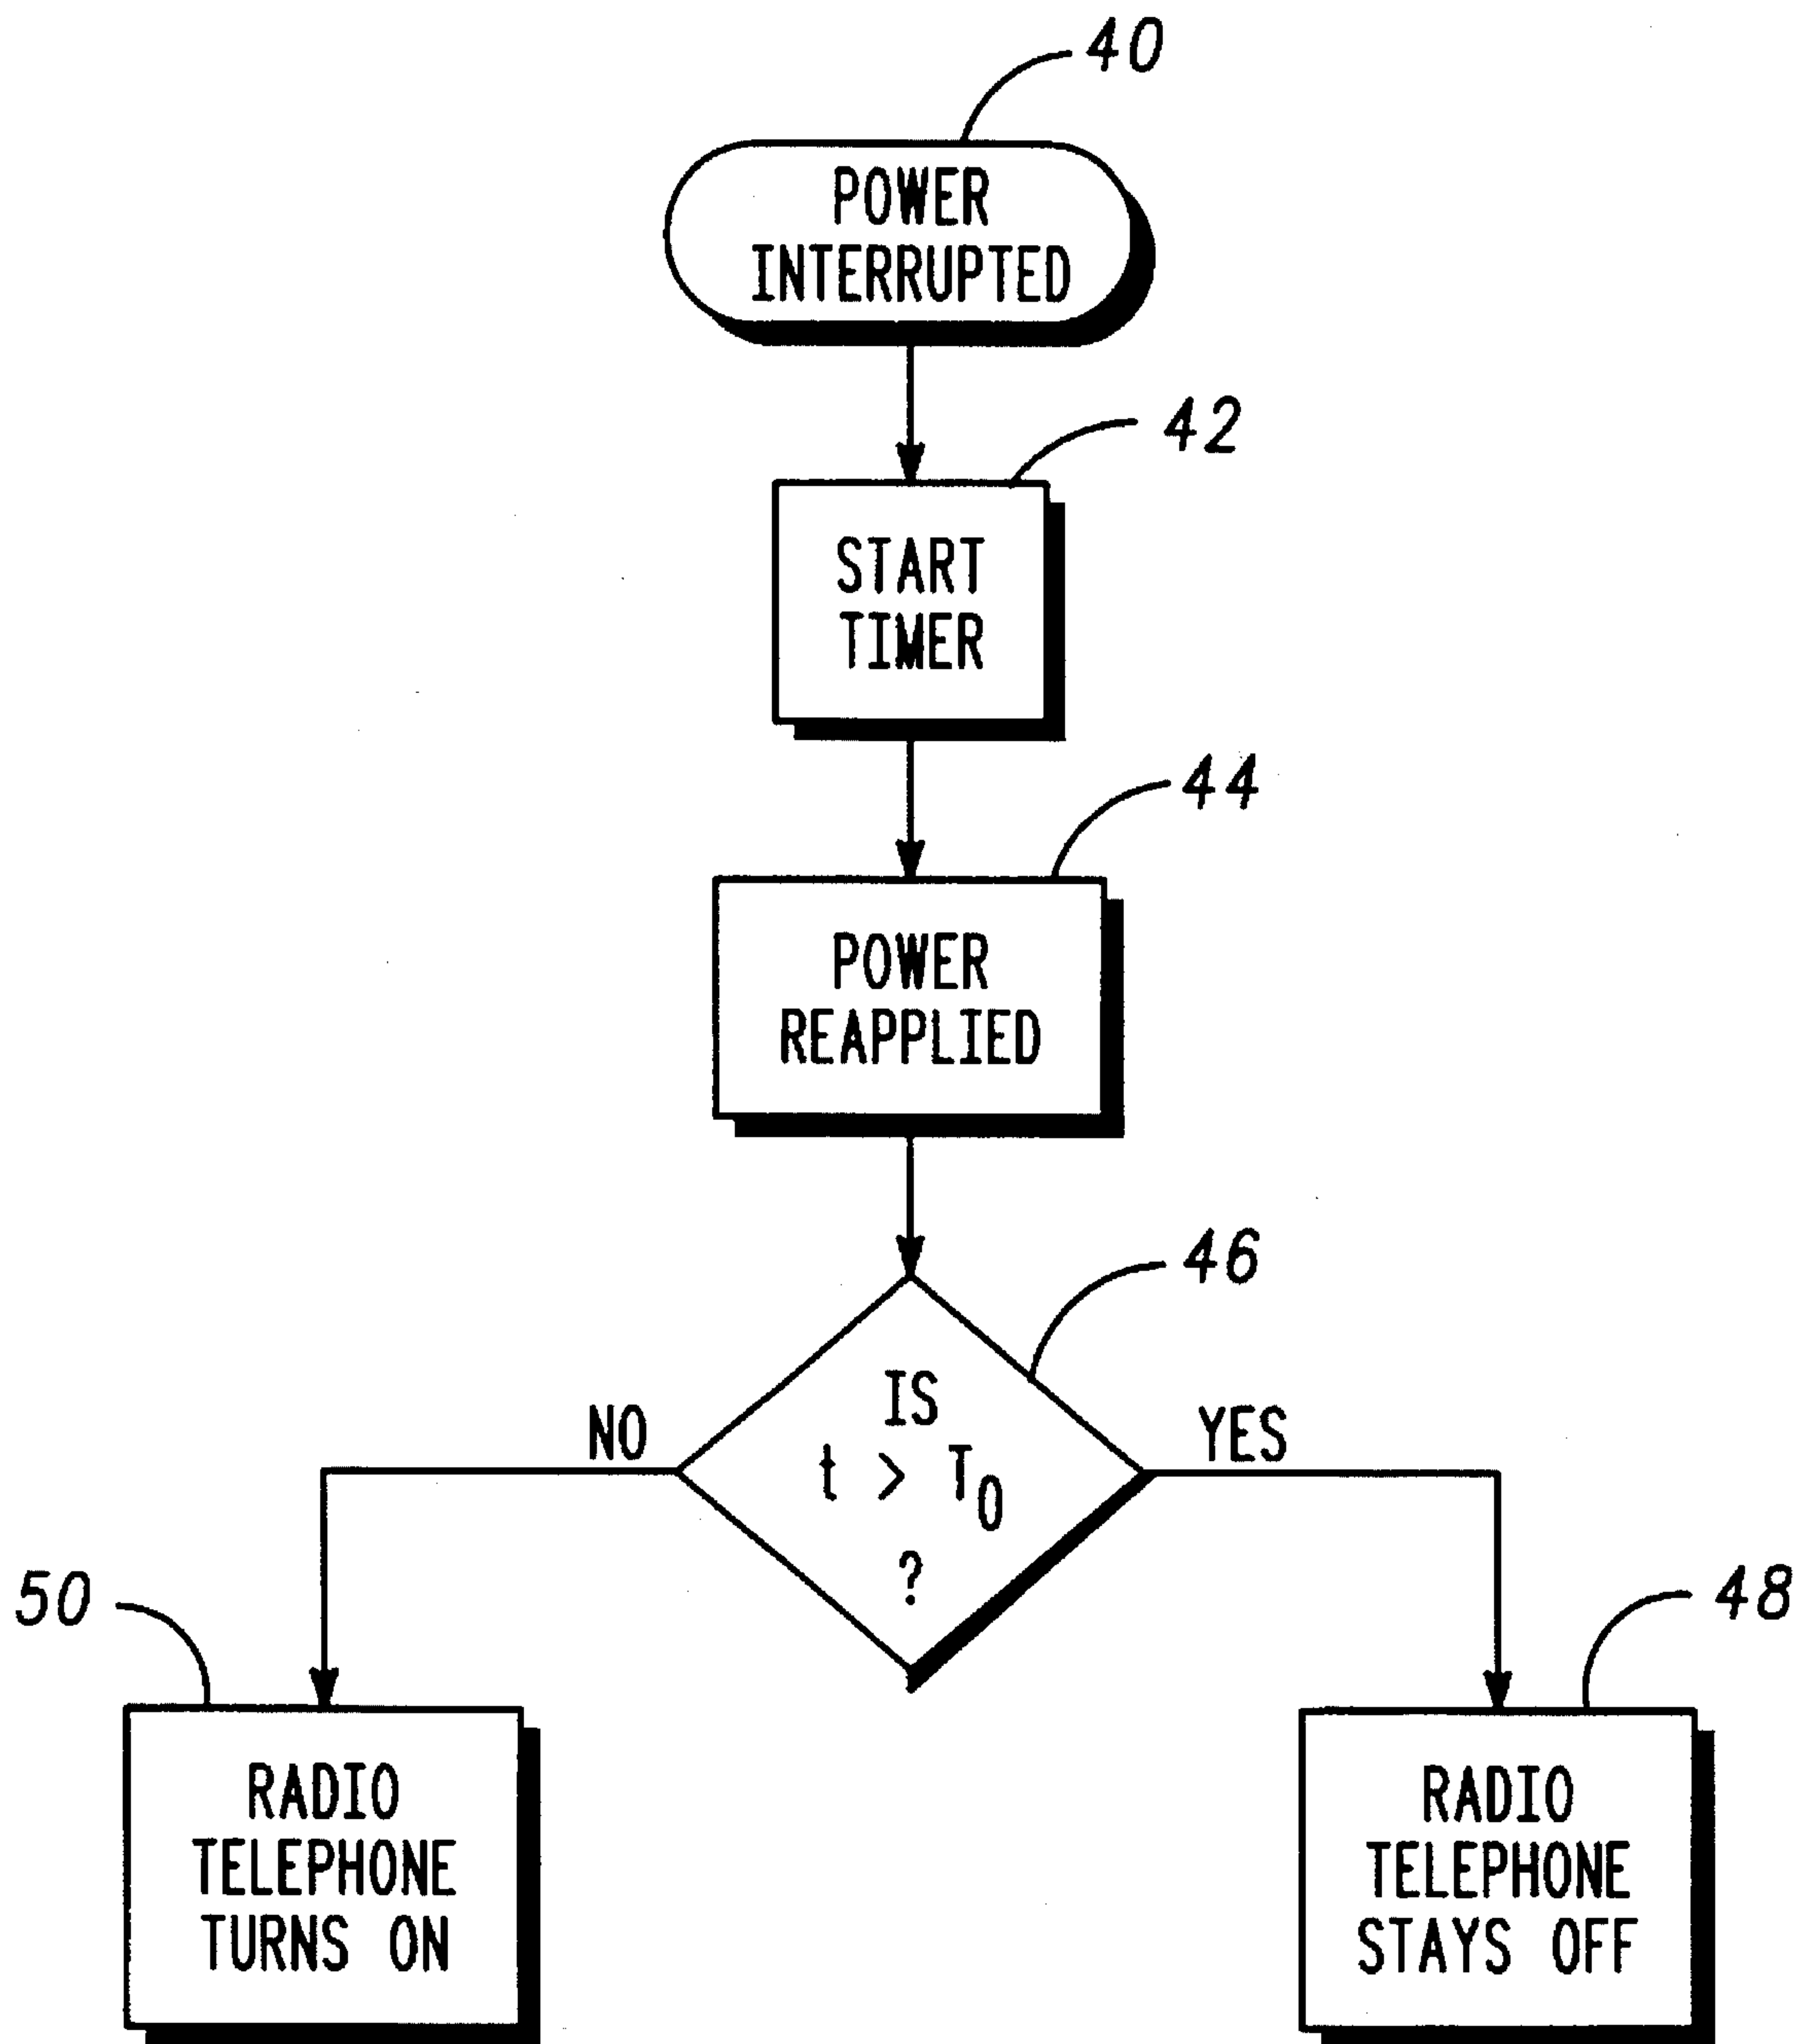 40
POWER
INTERRUPTED
42
START
TIMER
44
POWER
REAPPLIED
46
IS
t > T₀
?
NO
YES
50
48
RADIO
TELEPHONE
TURNS ON
RADIO
TELEPHONE
STAYS OFF